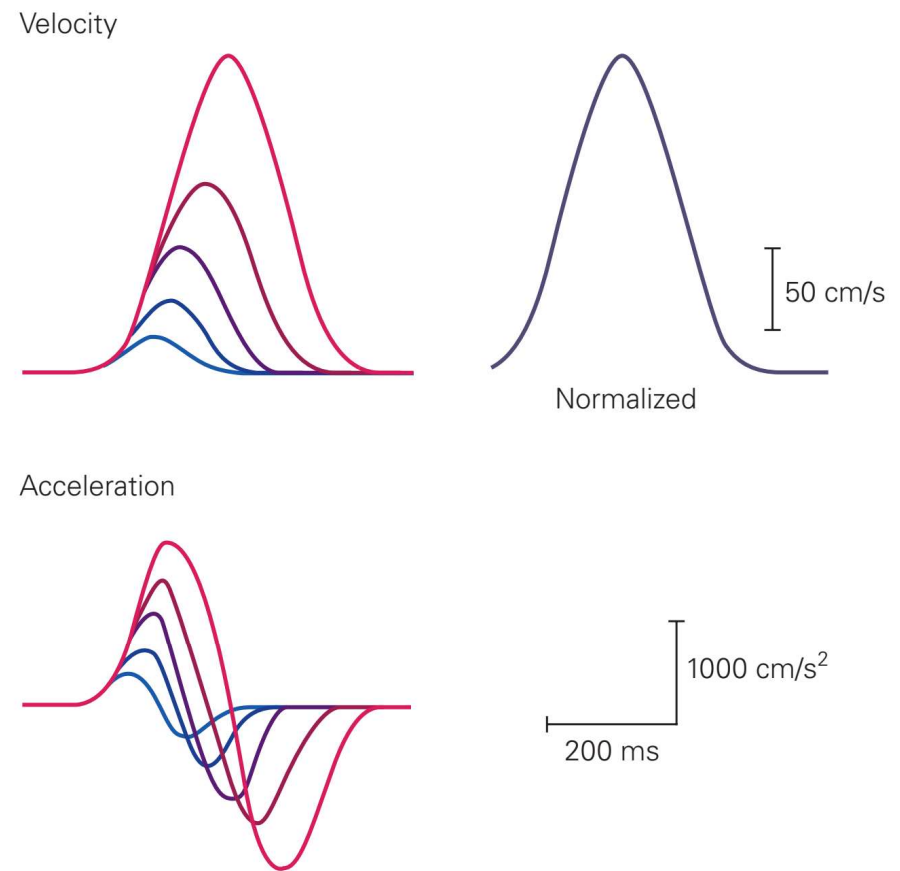 Velocity
50 cm/s
Normalized
Acceleration
1000 cm/s²
200 ms